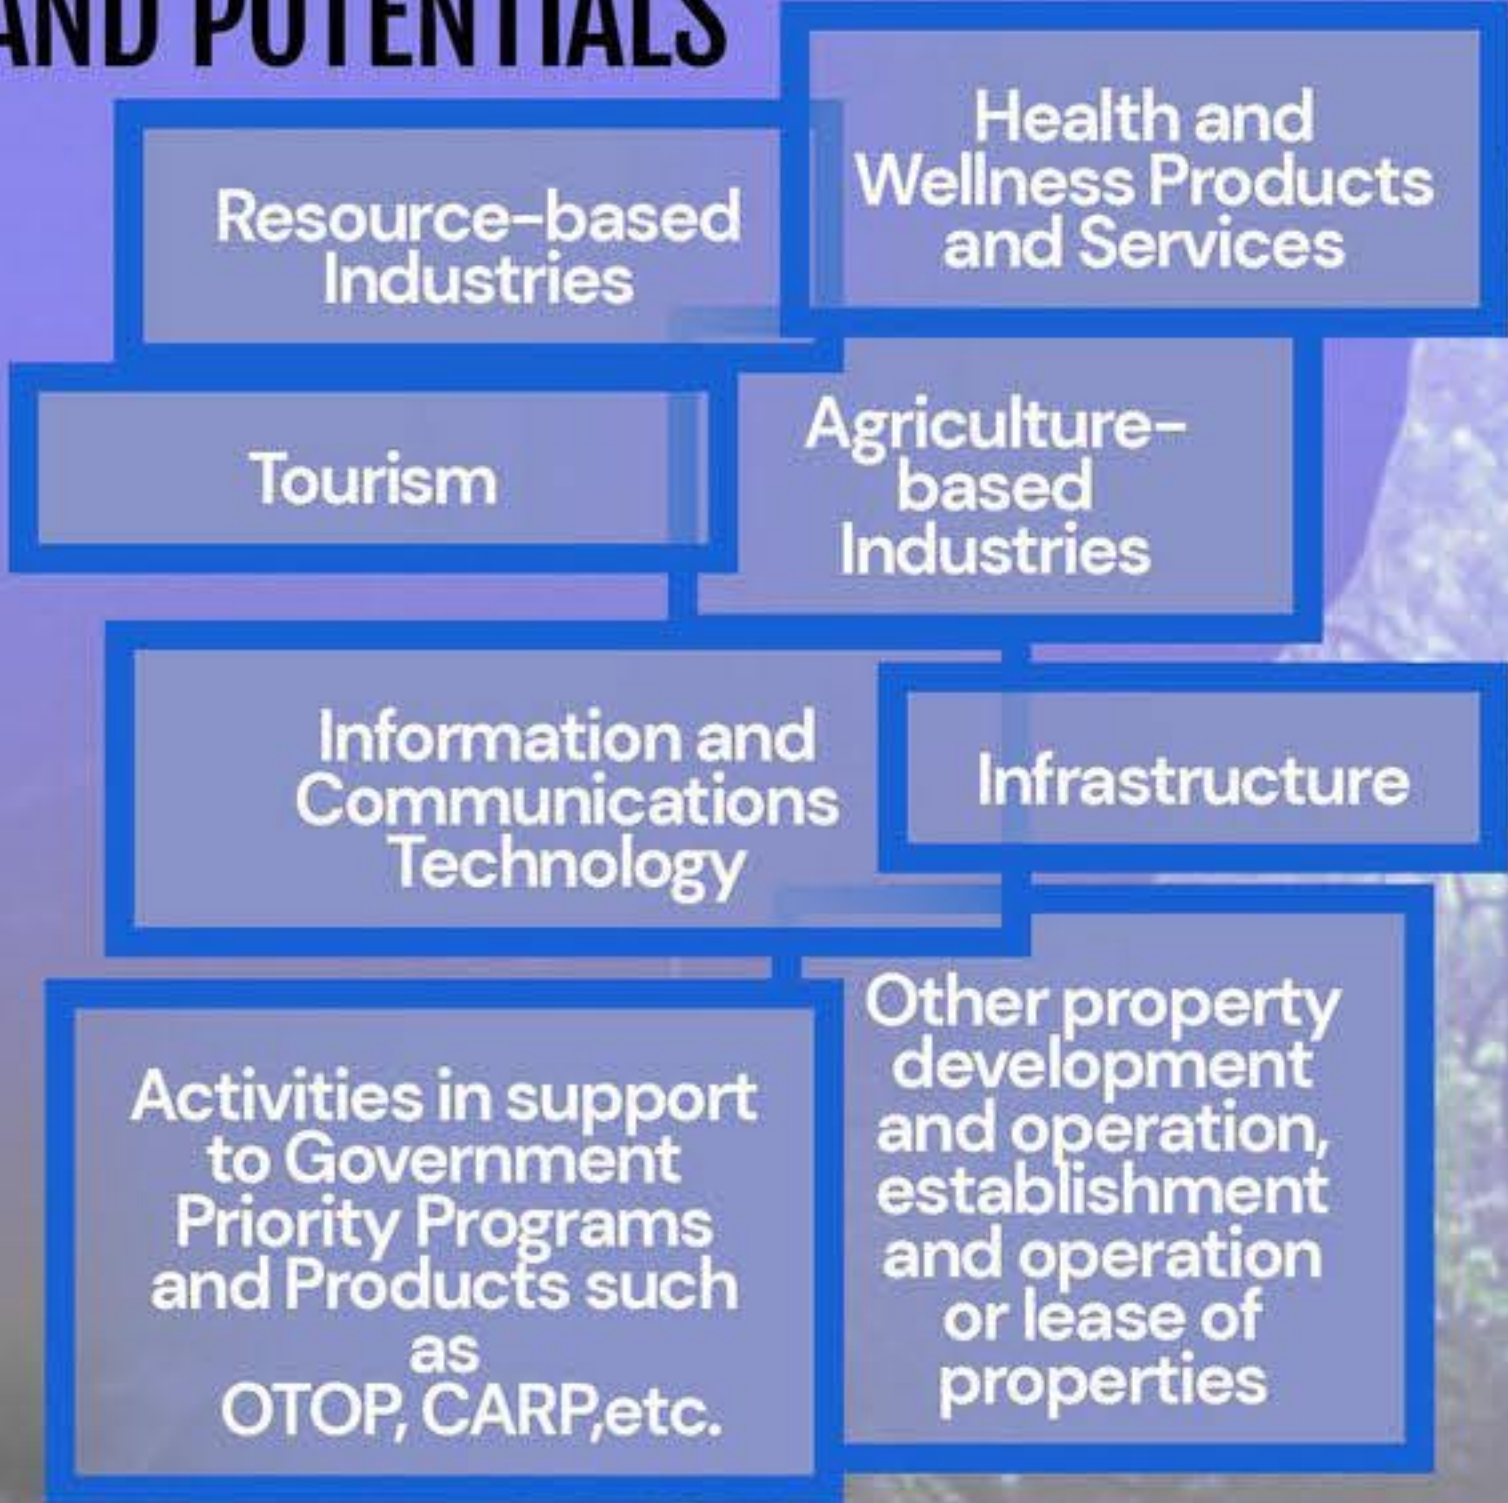 AND POTENTIALS
Resource-based
Industries
Health and
Wellness Products
and Services
Tourism
Agriculture-
based
Industries
Information and
Communications
Technology
Infrastructure
Activities in support
to Government
Priority Programs
and Products such
as
OTOP, CARP,etc.
Other property
development
and operation,
establishment
and operation
or lease of
properties